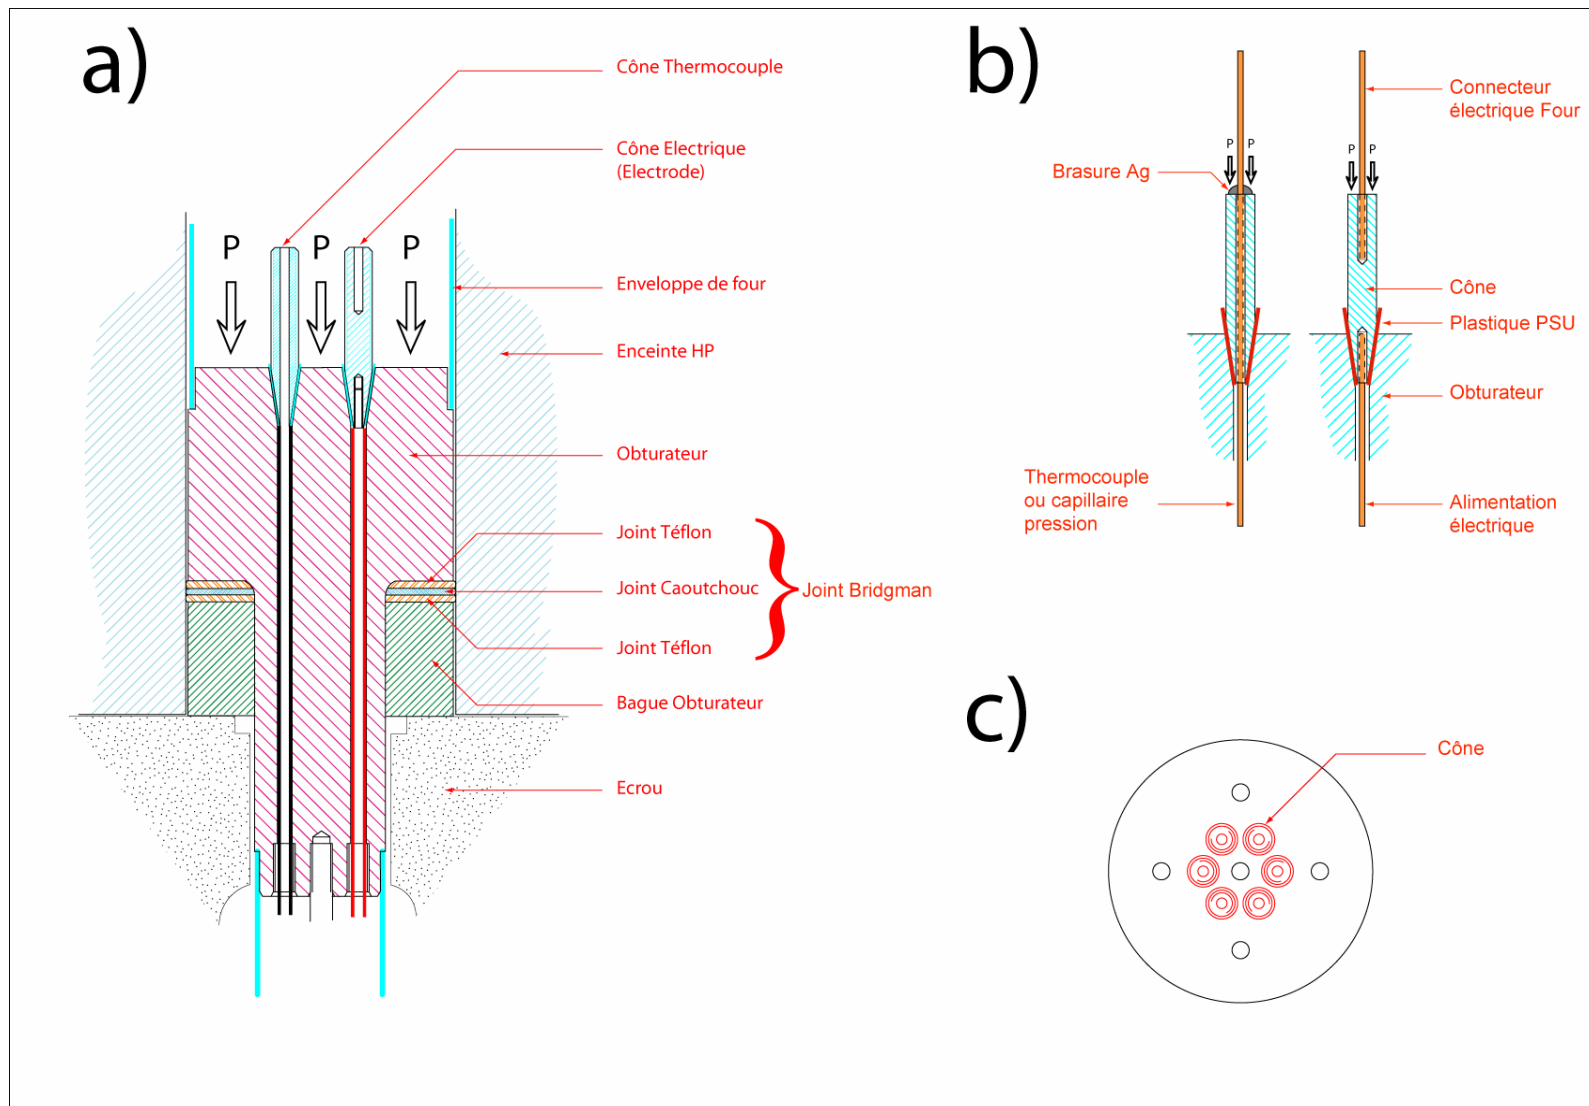 a)
Cône Thermocouple
Cône Electrique
(Electrode)
P
P
P
Enveloppe de four
Enceinte HP
Obturateur
Joint Téflon
Joint Caoutchouc
Joint Bridgman
Joint Téflon
Bague Obturateur
Ecrou
b)
Connecteur
électrique Four
P
P
P
P
Brasure Ag
Cône
Plastique PSU
Obturateur
Thermocouple
ou capillaire
pression
Alimentation
électrique
c)
Cône